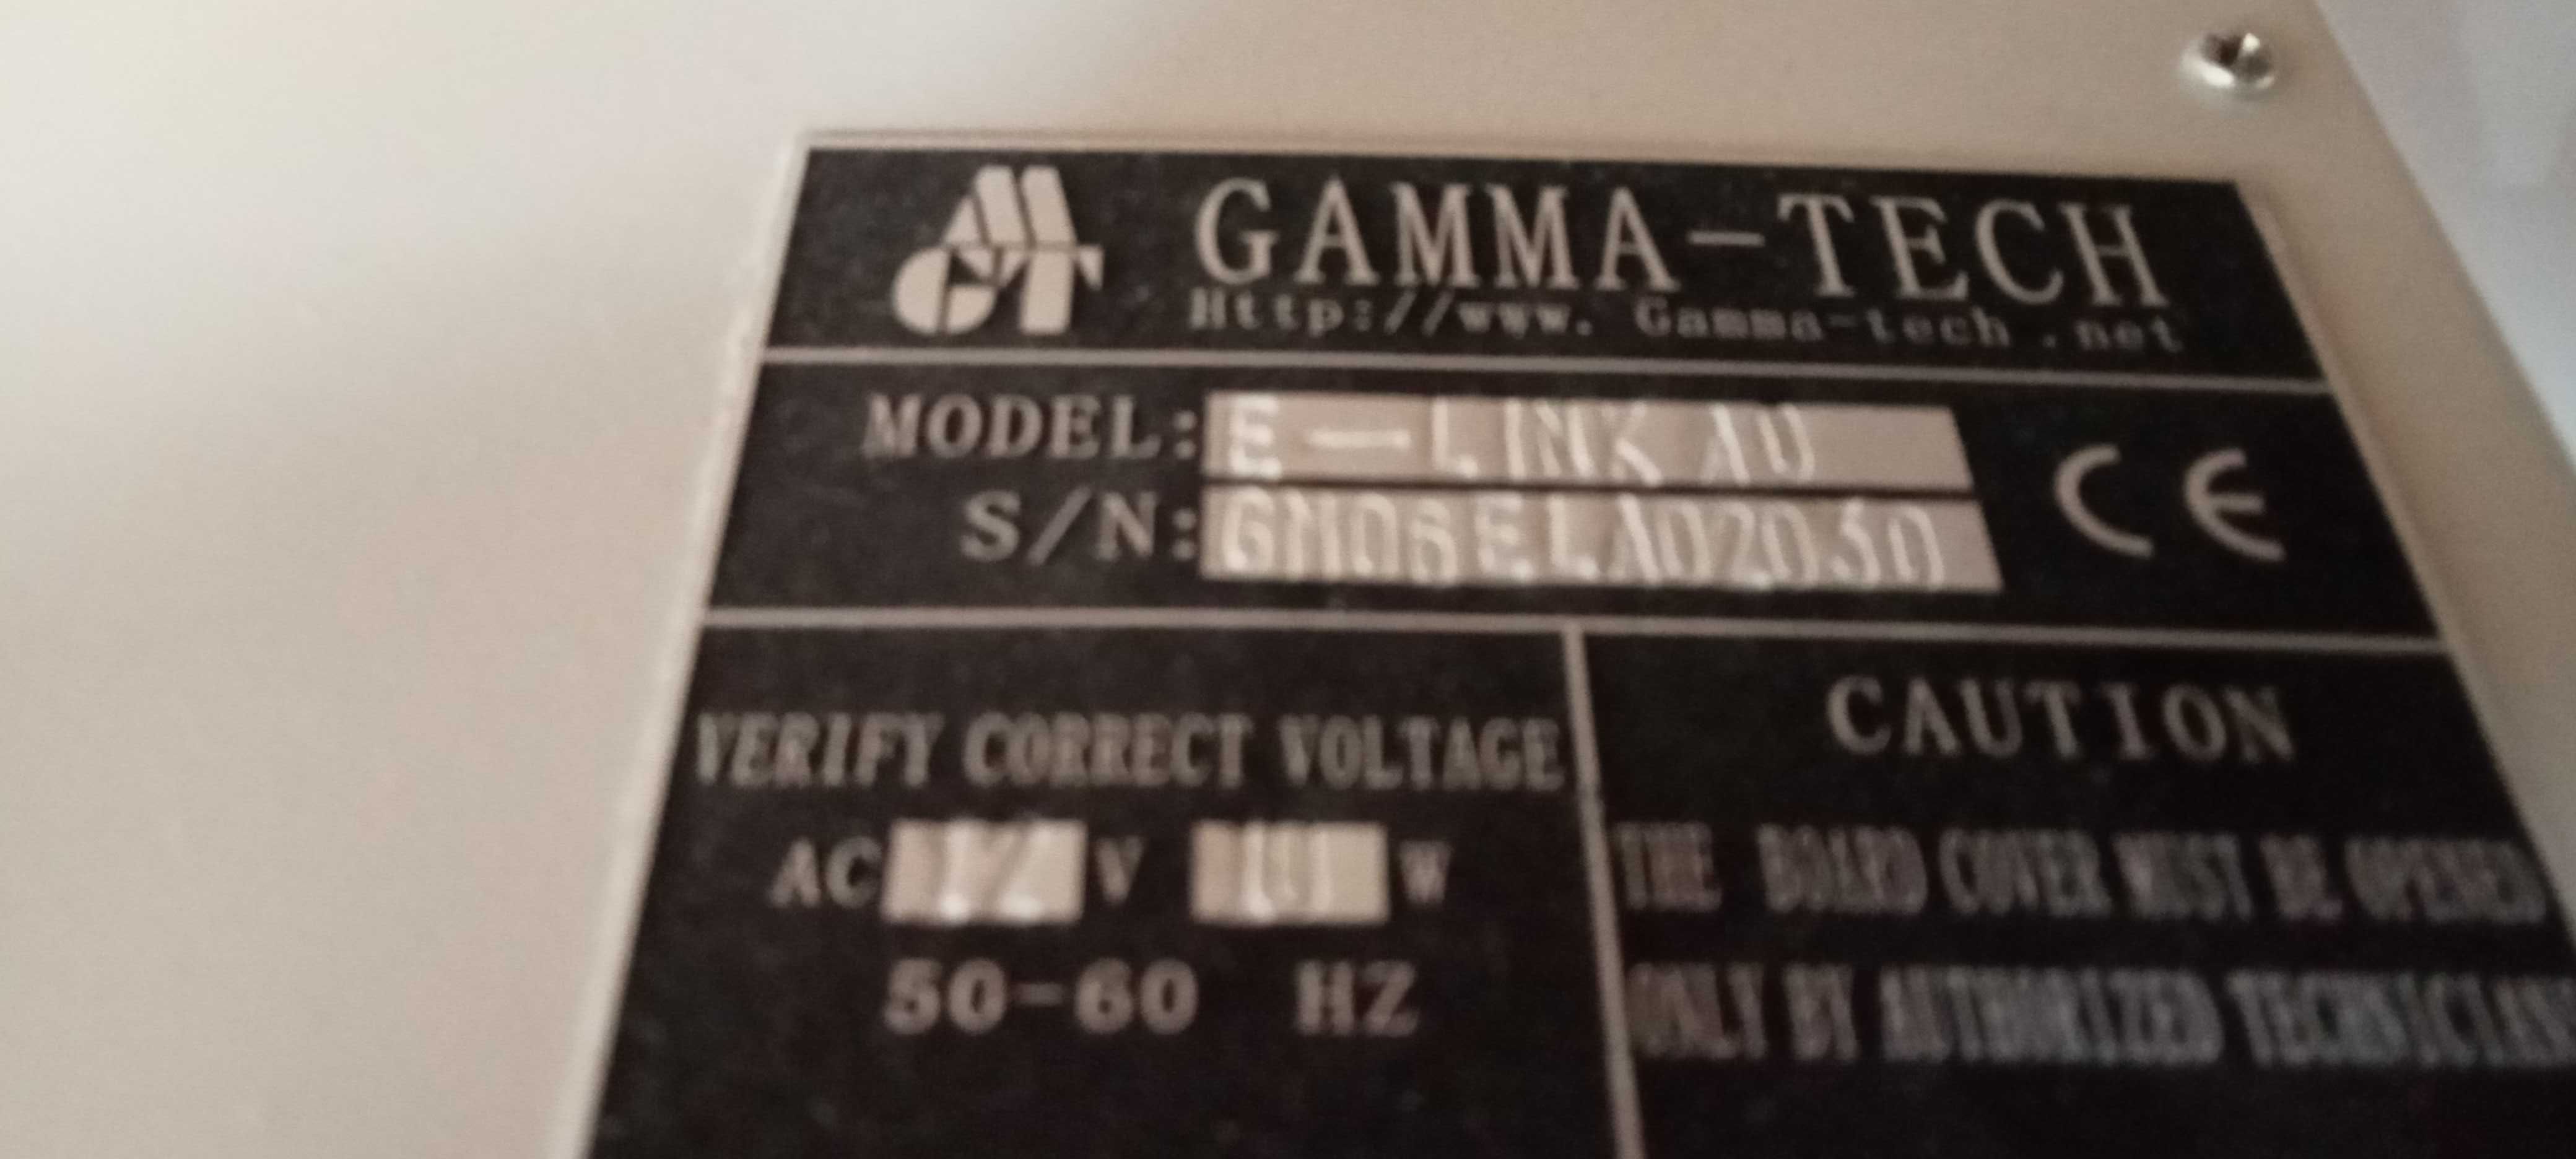 GAMMA-TECH
Http://www. Gamma-tech .net
MODEL: E-LINK
S/N:
CE
VERIFY CORRECT VOLTAGE
AC 12 V W
50-60 HZ
CAUTION
THE BOARD COVER MUST BE OPENED
ONLY BY AUTHORIZED TECHNICIAN